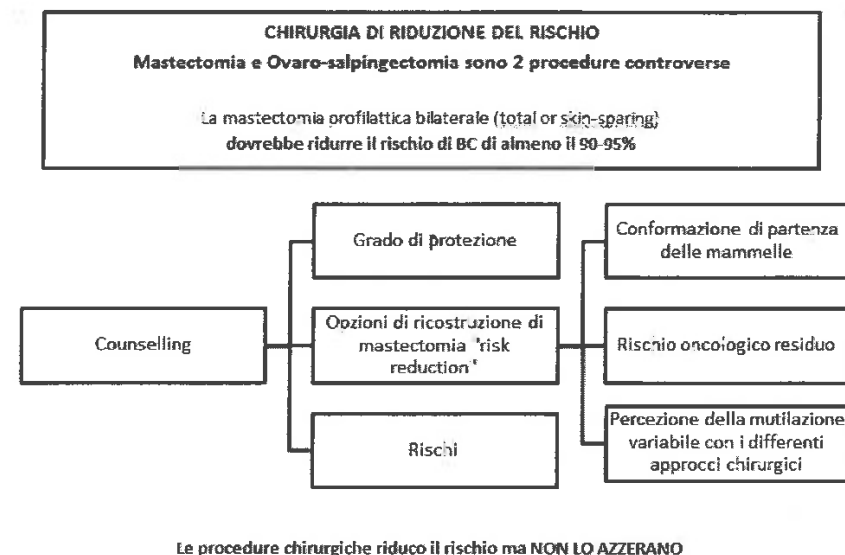 CHIRURGIA DI RIDUZIONE DEL RISCHIO
Mastectomia e Ovaro-salpingectomia sono 2 procedure controverse
La mastectomia profilattica bilaterale (total or skin-sparing)
dovrebbe ridurre il rischio di BC di almeno il 90-95%
Counselling
Grado di protezione
Opzioni di ricostruzione di
mastectomia "risk
reduction"
Rischi
Conformazione di partenza
delle mammelle
Rischio oncologico residuo
Percezione della mutilazione
variabile con i differenti
approcci chirurgici
Le procedure chirurgiche riduco il rischio ma NON LO AZZERANO